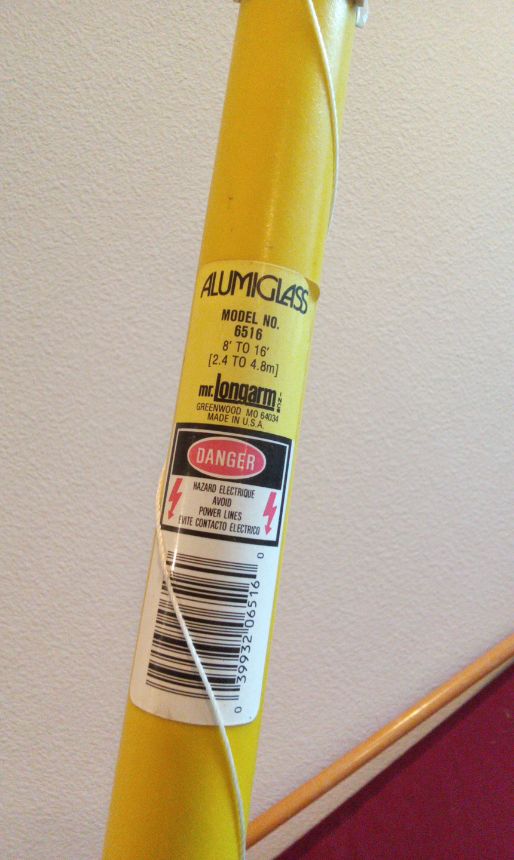 ALUMIGLASS
MODEL NO.
6516
8' TO 16'
[2.4 TO 4.8m]
mr. Longarm INC.
GREENWOOD MO 64034
MADE IN U.S.A.
DANGER
HAZARD ELECTRIQUE
AVOID
POWER LINES
EVITE CONTACTO ELECTRICO
0 39932 06516 0